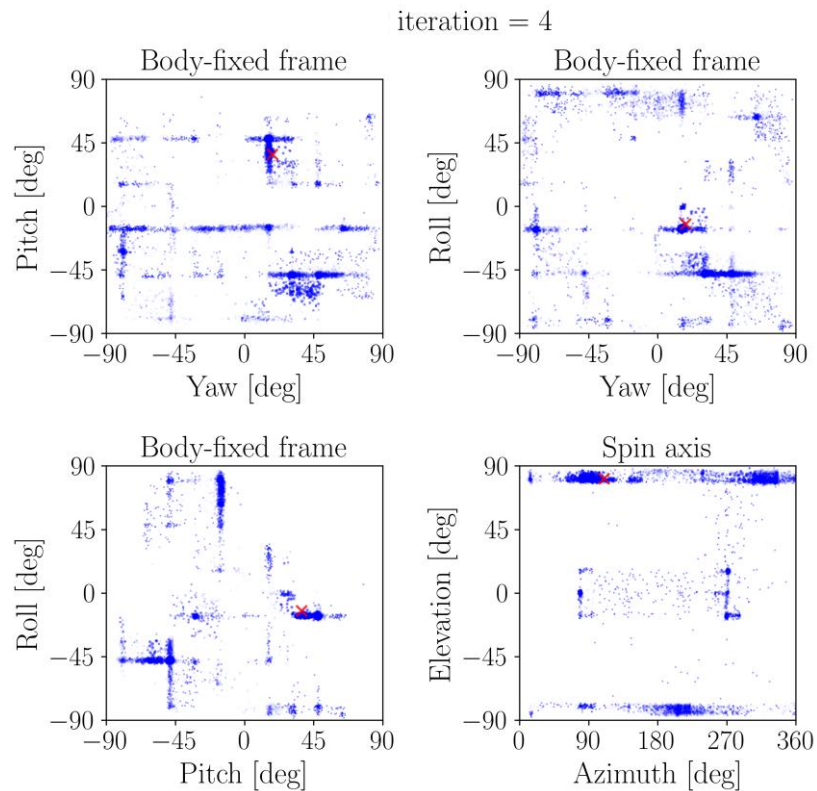 iteration = 4
Body-fixed frame
90
45
0
−45
−90
Pitch [deg]
−90 −45 0 45 90
Yaw [deg]
Body-fixed frame
90
45
0
−45
−90
Roll [deg]
−90 −45 0 45 90
Yaw [deg]
Body-fixed frame
90
45
0
−45
−90
Roll [deg]
−90 −45 0 45 90
Pitch [deg]
Spin axis
90
45
0
−45
−90
Elevation [deg]
0 90 180 270 360
Azimuth [deg]